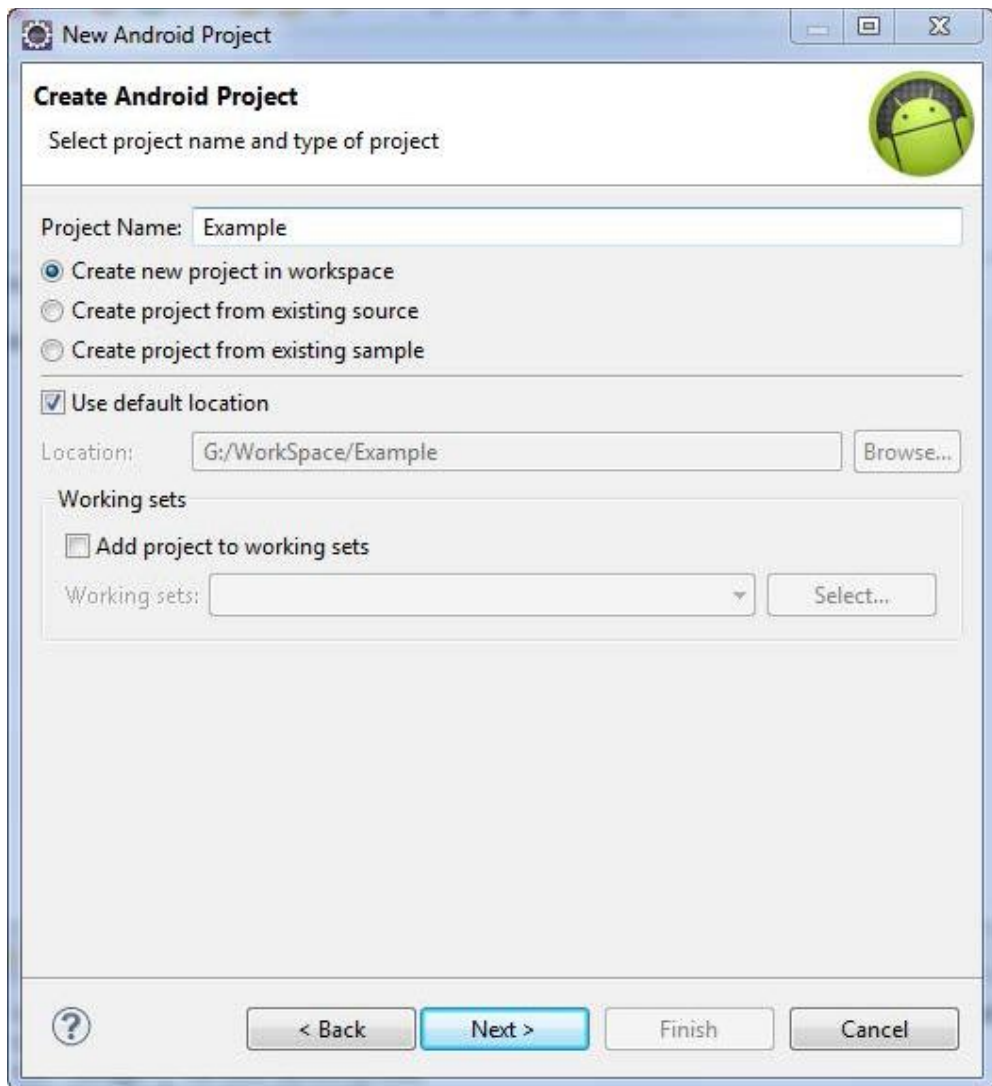 New Android Project
Create Android Project
Select project name and type of project
Project Name: Example
Create new project in workspace
Create project from existing source
Create project from existing sample
Use default location
Location: G:/WorkSpace/Example Browse...
Working sets
Add project to working sets
Working sets: Select...
? < Back Next > Finish Cancel